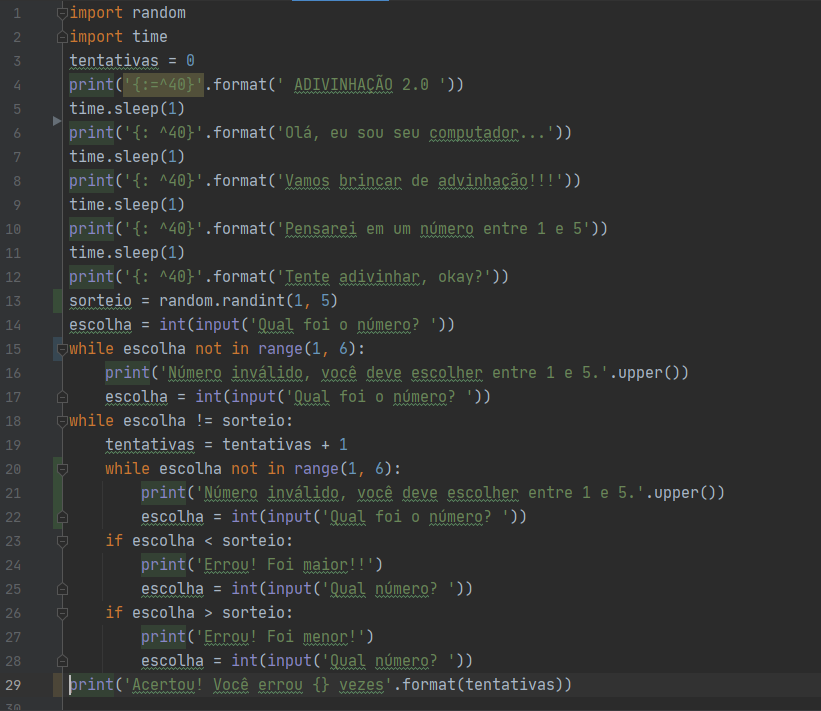 1 import random
2 import time
3 tentativas = 0
4 print('{:=^40}'.format(' ADIVINHAÇÃO 2.0 '))
5 time.sleep(1)
6 print('{: ^40}'.format('Olá, eu sou seu computador...'))
7 time.sleep(1)
8 print('{: ^40}'.format('Vamos brincar de advinhação!!!'))
9 time.sleep(1)
10 print('{: ^40}'.format('Pensarei em um número entre 1 e 5'))
11 time.sleep(1)
12 print('{: ^40}'.format('Tente adivinhar, okay?'))
13 sorteio = random.randint(1, 5)
14 escolha = int(input('Qual foi o número? '))
15 while escolha not in range(1, 6):
16     print('Número inválido, você deve escolher entre 1 e 5.'.upper())
17     escolha = int(input('Qual foi o número? '))
18 while escolha != sorteio:
19     tentativas = tentativas + 1
20     while escolha not in range(1, 6):
21         print('Número inválido, você deve escolher entre 1 e 5.'.upper())
22         escolha = int(input('Qual foi o número? '))
23     if escolha < sorteio:
24         print('Errou! Foi maior!!')
25         escolha = int(input('Qual número? '))
26     if escolha > sorteio:
27         print('Errou! Foi menor!')
28         escolha = int(input('Qual número? '))
29 print('Acertou! Você errou {} vezes'.format(tentativas))
30